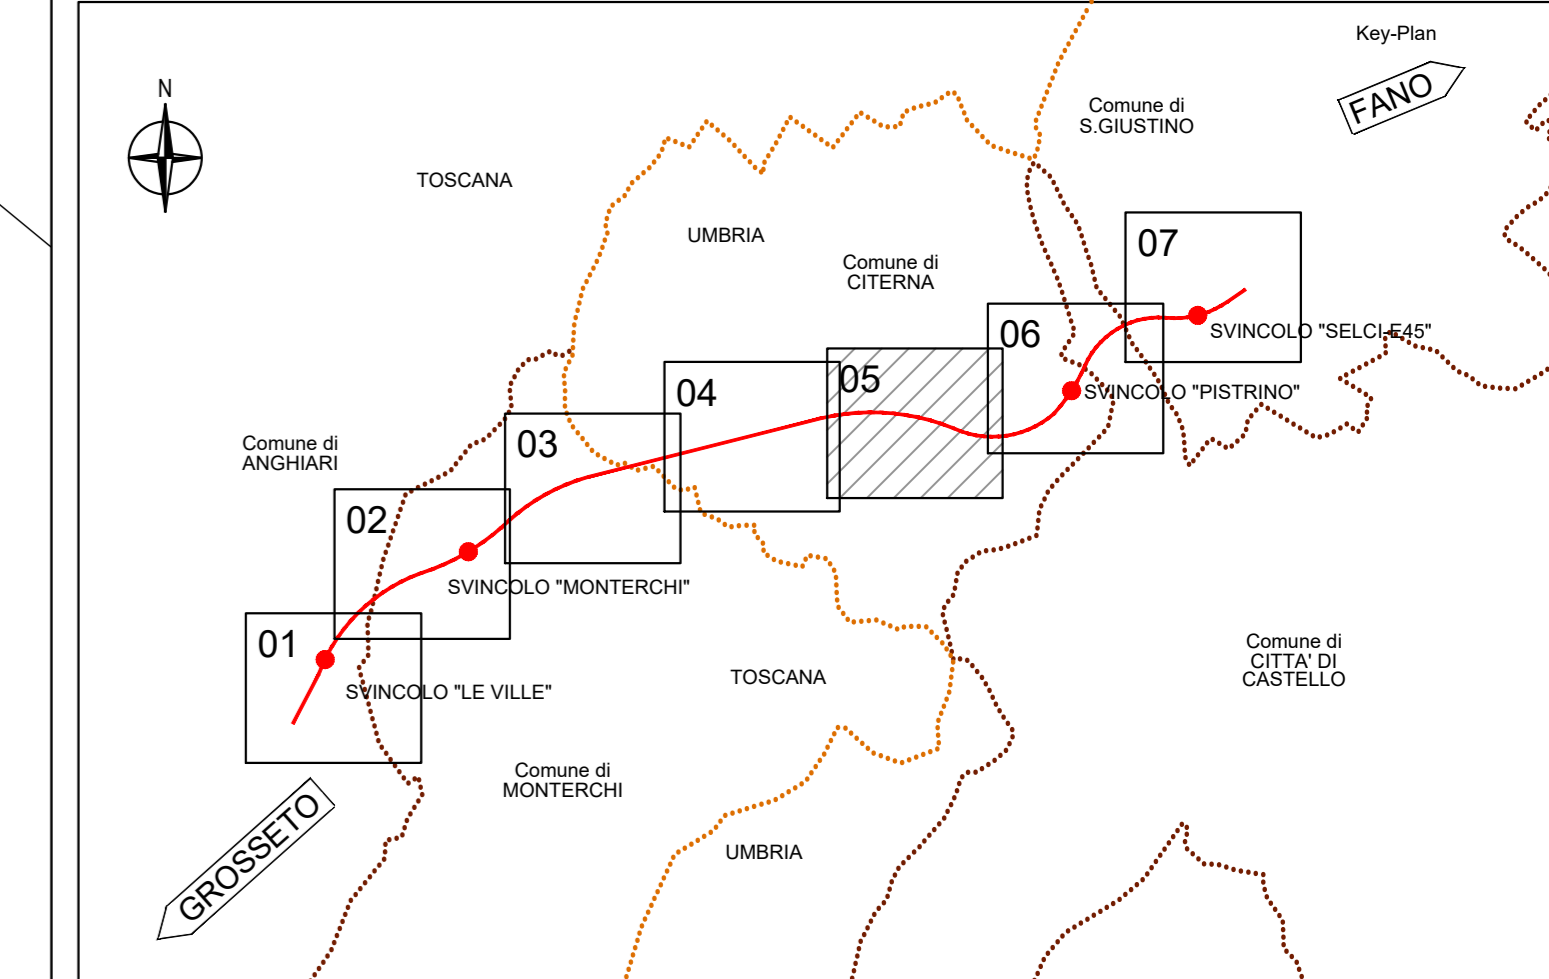 Key-Plan
N
FANO
Comune di
S.GIUSTINO
TOSCANA
UMBRIA
07
Comune di
CITERNA
06
SVINCOLO "SELCI-E45"
05
04
SVINCOLO "PISTRINO"
03
Comune di
ANGHIARI
02
SVINCOLO "MONTERCHI"
01
Comune di
CITTA' DI
CASTELLO
TOSCANA
SVINCOLO "LE VILLE"
Comune di
MONTERCHI
GROSSETO
UMBRIA